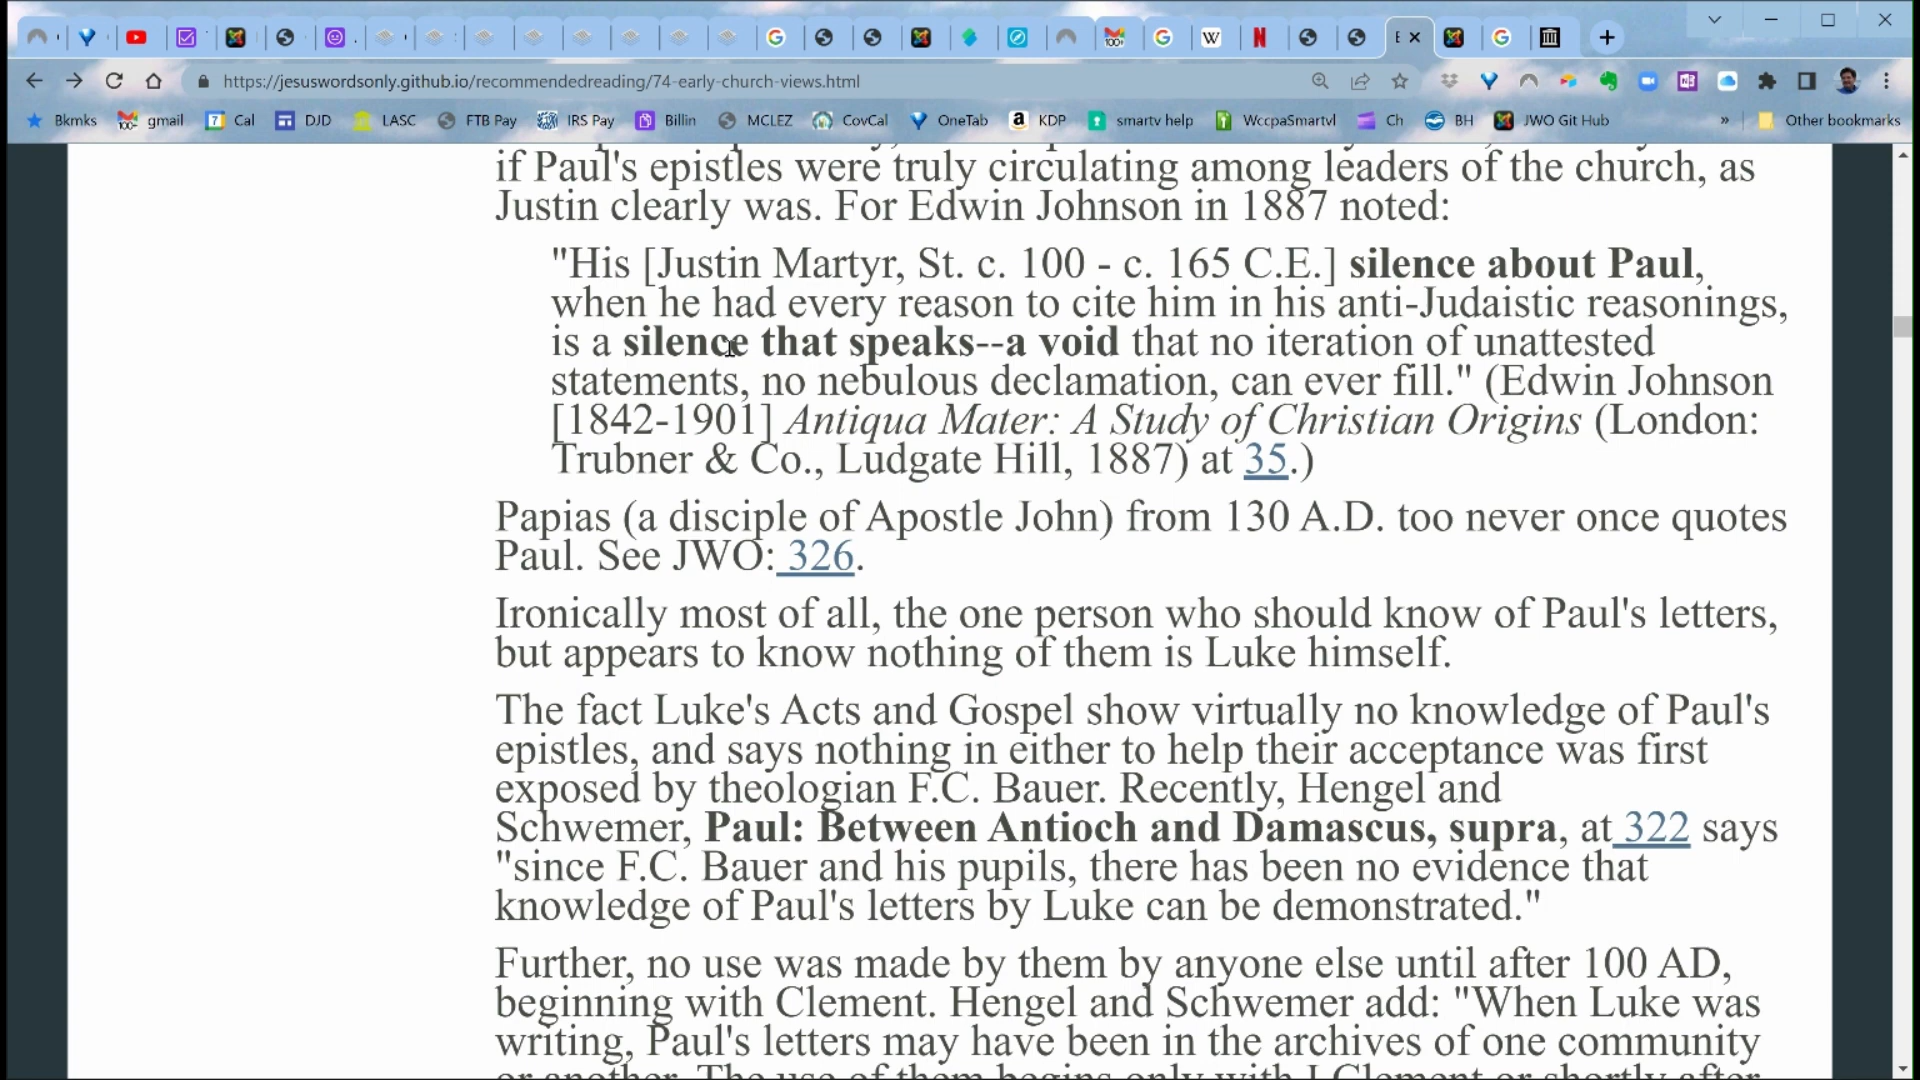 E
https://jesuswordsonly.github.io/recommendedreading/74-early-church-views.html
Bkmks gmail Cal DJD LASC FTB Pay IRS Pay Billin MCLEZ CovCal OneTab KDP smartv help WccpaSmartvl Ch BH JWO Git Hub » Other bookmarks
if Paul's epistles were truly circulating among leaders of the church, as
Justin clearly was. For Edwin Johnson in 1887 noted:
"His [Justin Martyr, St. c. 100 - c. 165 C.E.] silence about Paul,
when he had every reason to cite him in his anti-Judaistic reasonings,
is a silence that speaks--a void that no iteration of unattested
statements, no nebulous declamation, can ever fill." (Edwin Johnson
[1842-1901] Antiqua Mater: A Study of Christian Origins (London:
Trubner & Co., Ludgate Hill, 1887) at 35.)
Papias (a disciple of Apostle John) from 130 A.D. too never once quotes
Paul. See JWO: 326.
Ironically most of all, the one person who should know of Paul's letters,
but appears to know nothing of them is Luke himself.
The fact Luke's Acts and Gospel show virtually no knowledge of Paul's
epistles, and says nothing in either to help their acceptance was first
exposed by theologian F.C. Bauer. Recently, Hengel and
Schwemer, Paul: Between Antioch and Damascus, supra, at 322 says
"since F.C. Bauer and his pupils, there has been no evidence that
knowledge of Paul's letters by Luke can be demonstrated."
Further, no use was made by them by anyone else until after 100 AD,
beginning with Clement. Hengel and Schwemer add: "When Luke was
writing, Paul's letters may have been in the archives of one community
or another. The use of them begins only with I Clement or shortly after